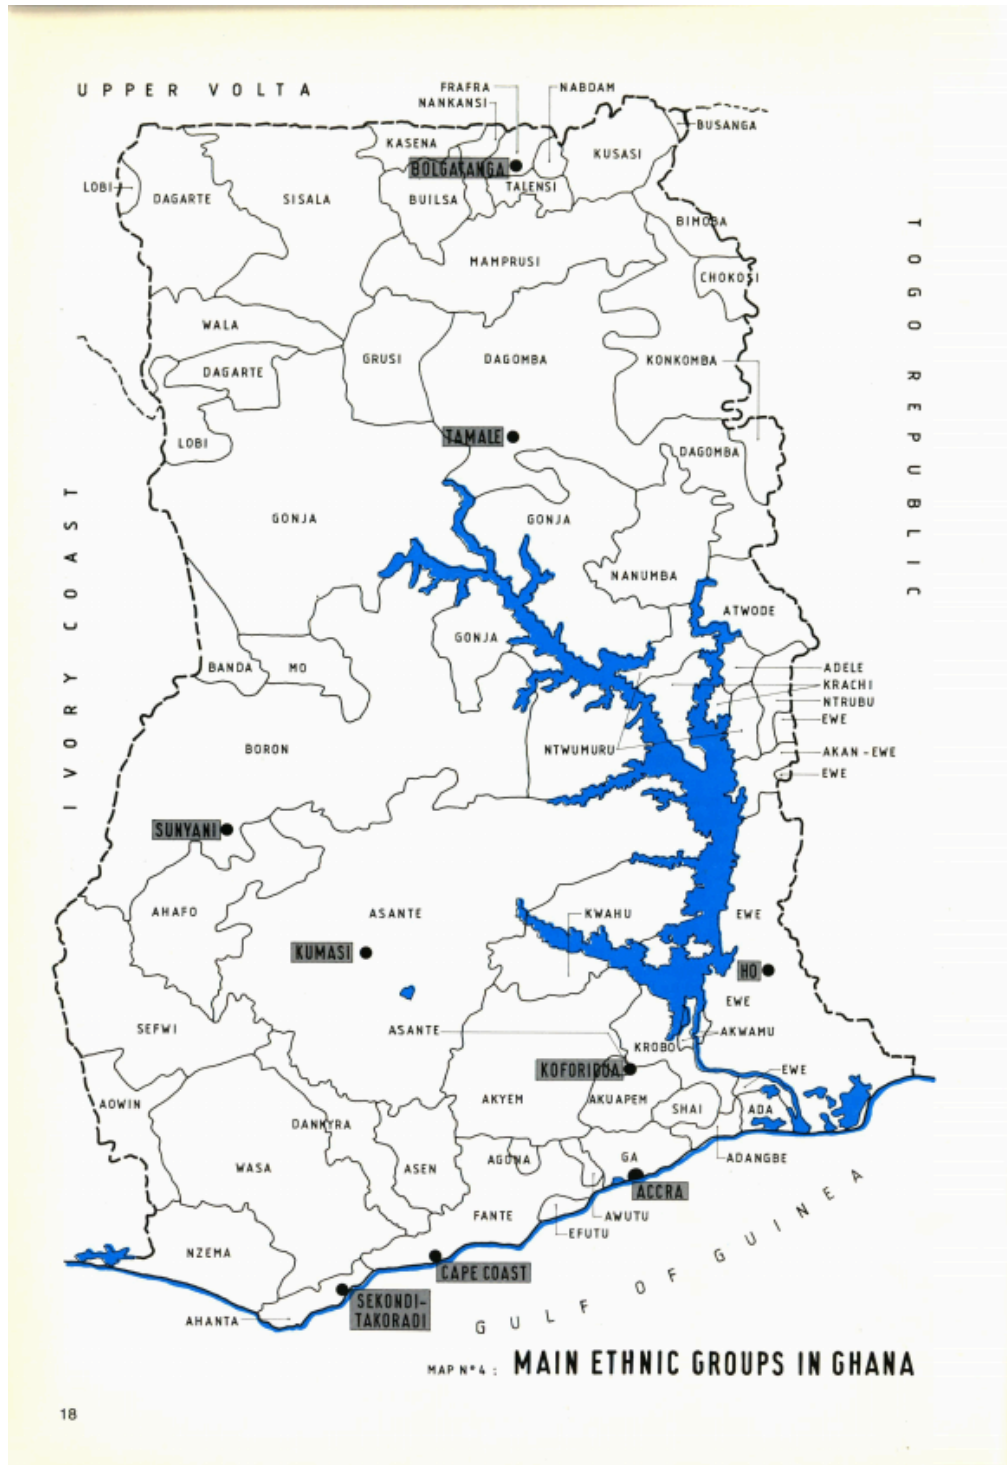 UPPER VOLTA
FRAFRA
NABDAM
NANKANSI
BUSANGA
KASENA
KUSASI
BOLGATANGA
LOBI
DAGARTE
SISALA
BUILSA
TALENSI
BIMOBA
MAMPRUSI
CHOKOSI
TOGO REPUBLIC
WALA
GRUSI
DAGOMBA
KONKOMBA
DAGARTE
LOBI
TAMALE
DAGOMBA
IVORY COAST
GONJA
GONJA
NANUMBA
ATWODE
GONJA
BANDA
MO
ADELE
KRACHI
NTRUBU
EWE
BORON
NTWUMURU
AKAN-EWE
EWE
SUNYANI
AHAFO
ASANTE
KWAHU
EWE
KUMASI
HO
EWE
SEFWI
ASANTE
AKWAMU
KROBO
KOFORIDUA
EWE
AOWIN
AKYEM
AKUAPEM
SHAI
ADA
DANKYRA
WASA
ASEN
AGONA
GA
ADANGBE
ACCRA
FANTE
AWUTU
EFUTU
NZEMA
CAPE COAST
SEKONDI-
TAKORADI
AHANTA
GULF OF GUINEA
MAP Nº4: MAIN ETHNIC GROUPS IN GHANA
18